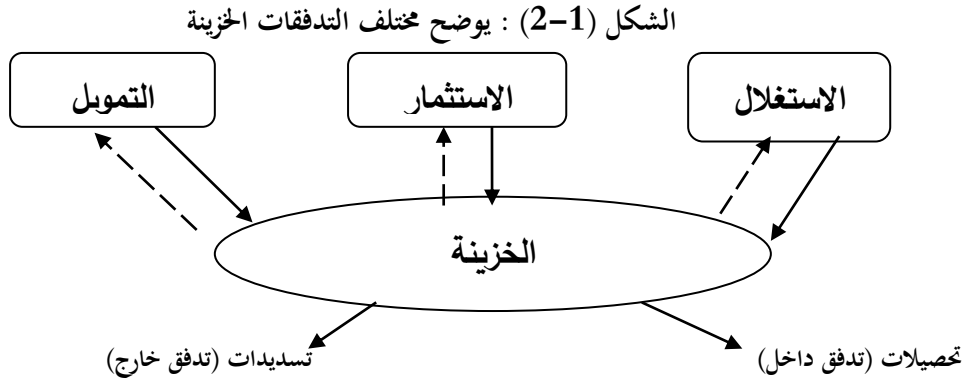 الشكل (1-2) : يوضح مختلف التدفقات الخزينة
الاستغلال
الاستثمار
التمويل
الخزينة
تحصيلات (تدفق داخل)
تسديدات (تدفق خارج)